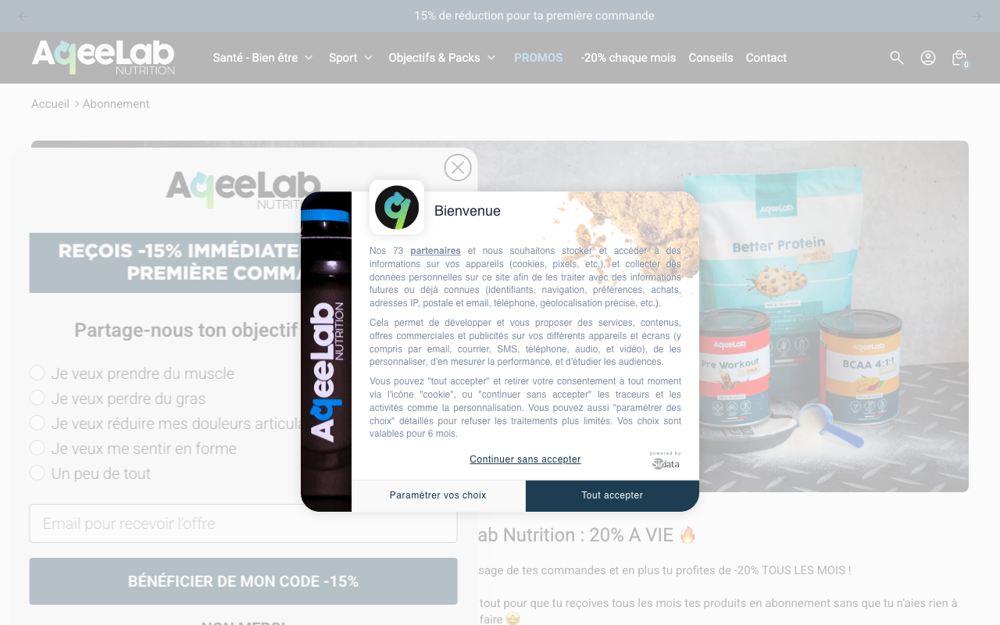 15% de réduction pour ta première commande
AqeeLab
NUTRITION
Santé - Bien être
Sport
Objectifs & Packs
PROMOS
-20% chaque mois
Conseils
Contact
0
Accueil
Abonnement
AqeeLab
NUTRITION
REÇOIS -15% IMMÉDIATE
PREMIÈRE COMMA
Partage-nous ton objectif
Je veux prendre du muscle
Je veux perdre du gras
Je veux réduire mes douleurs articula
Je veux me sentir en forme
Un peu de tout
Email pour recevoir l'offre
BÉNÉFICIER DE MON CODE -15%
NON MERCI
AqeeLab
NUTRITION
Bienvenue
Nos 73 partenaires et nous souhaitons stocker et accéder à des
informations sur vos appareils (cookies, pixels, etc.), et collecter des
données personnelles sur ce site afin de les traiter avec des informations
futures ou déjà connues (identifiants, navigation, préférences, achats,
adresses IP, postale et email, téléphone, géolocalisation précise, etc.).
Cela permet de développer et vous proposer des services, contenus,
offres commerciales et publicités sur vos différents appareils et écrans (y
compris par email, courrier, SMS, téléphone, audio, et vidéo), de les
personnaliser, d'en mesurer la performance, et d'étudier les audiences.
Vous pouvez "tout accepter" et retirer votre consentement à tout moment
via l'icône "cookie", ou "continuer sans accepter" les traceurs et les
activités comme la personnalisation. Vous pouvez aussi "paramétrer des
choix" détaillés pour refuser les traitements plus limités. Vos choix sont
valables pour 6 mois.
Continuer sans accepter
powered by
Sirdata
Paramétrer vos choix
Tout accepter
AqeeLab
Better Protein
COOKIE
AqeeLab
Pre Workout
AqeeLab
BCAA 4:1:1
ab Nutrition : 20% A VIE 🔥
sage de tes commandes et en plus tu profites de -20% TOUS LES MOIS !
tout pour que tu reçoives tous les mois tes produits en abonnement sans que tu n'aies rien à
faire 🤩